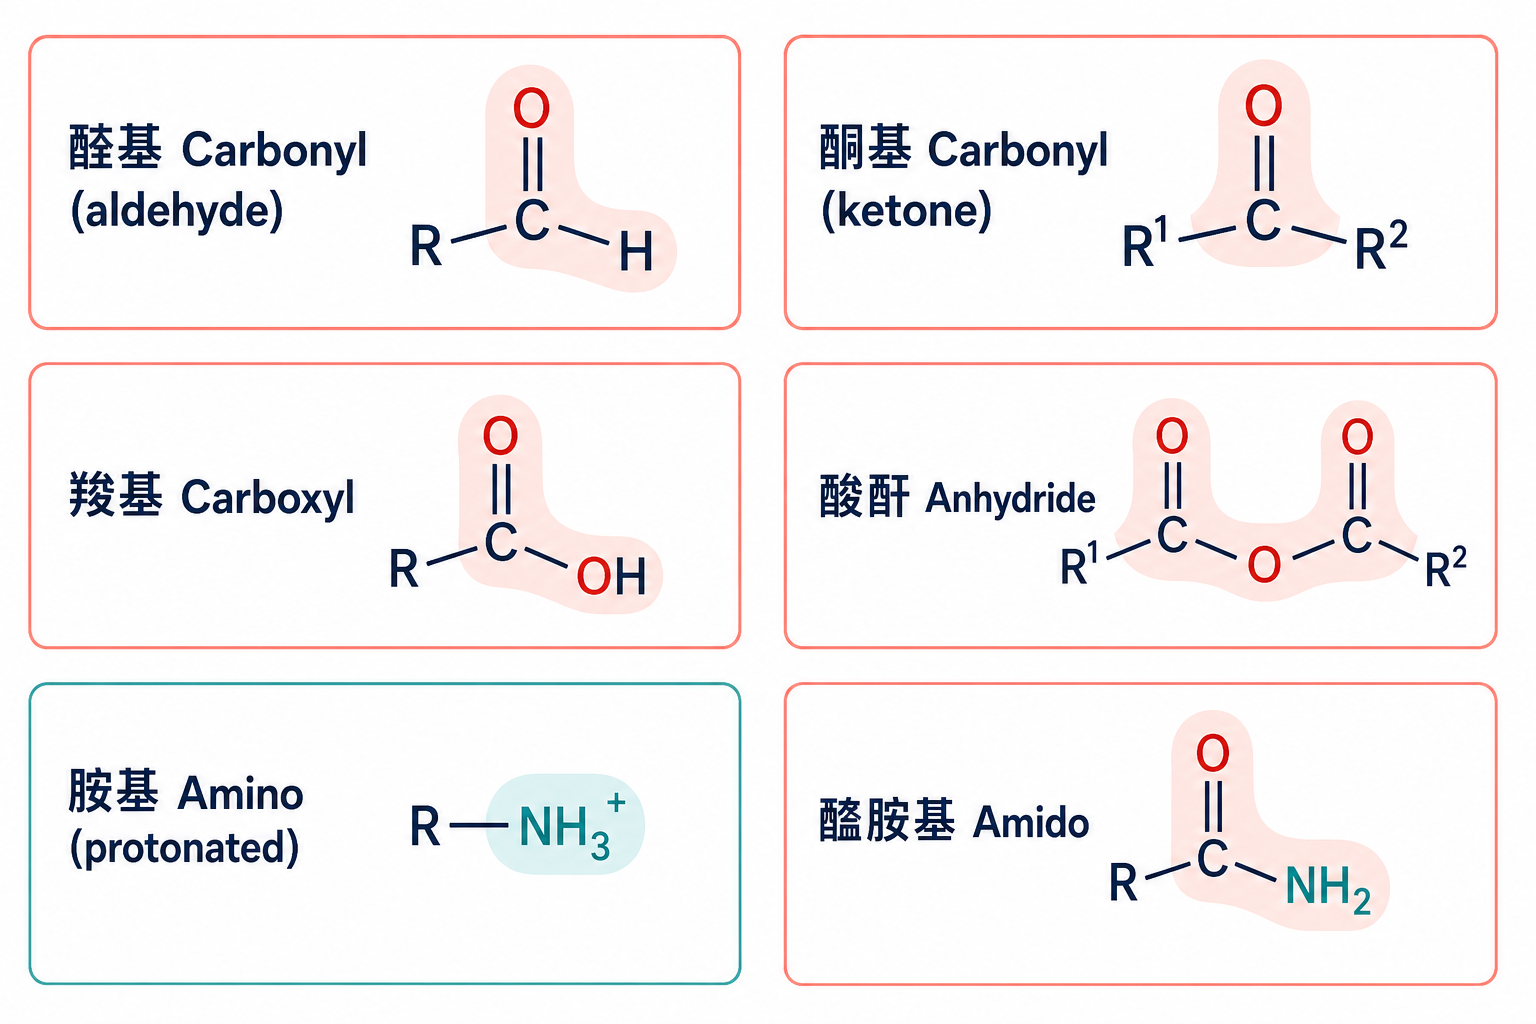 醛基 Carbonyl
(aldehyde)
O
C
R
H
酮基 Carbonyl
(ketone)
O
C
R¹
R²
羧基 Carboxyl
O
C
R
OH
酸酐 Anhydride
O O
C C
R¹ O R²
胺基 Amino
(protonated)
R NH₃⁺
醯胺基 Amido
O
C
R
NH₂